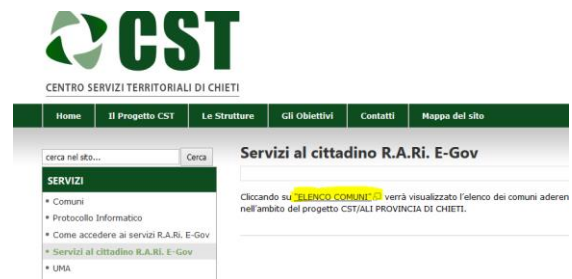 CST
CENTRO SERVIZI TERRITORIALI DI CHIETI
Home Il Progetto CST Le Strutture Gli Obiettivi Contatti Mappa del sito
cerca nel sito... Cerca
SERVIZI
Comuni
Protocollo Informatico
Come accedere ai servizi R.A.Ri. E-Gov
Servizi al cittadino R.A.Ri. E-Gov
UMA
Servizi al cittadino R.A.Ri. E-Gov
Cliccando su "ELENCO COMUNI" verrà visualizzato l'elenco dei comuni aderen
nell'ambito del progetto CST/ALI PROVINCIA DI CHIETI.